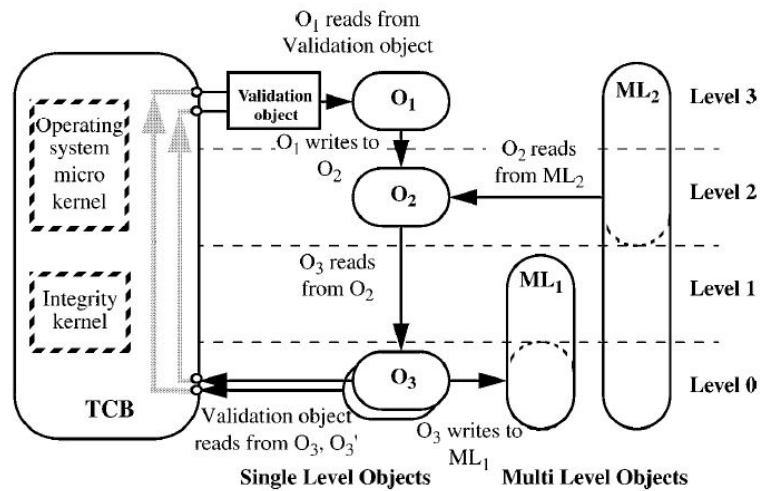 O1 reads from
Validation object
Validation
object
O1
ML2
Level 3
Operating
system
micro
kernel
O1 writes to
O2
O2 reads
from ML2
O2
Level 2
O3 reads
from O2
ML1
Level 1
Integrity
kernel
O3
Level 0
TCB
Validation object
reads from O3, O3'
O3 writes to
ML1
Single Level Objects
Multi Level Objects